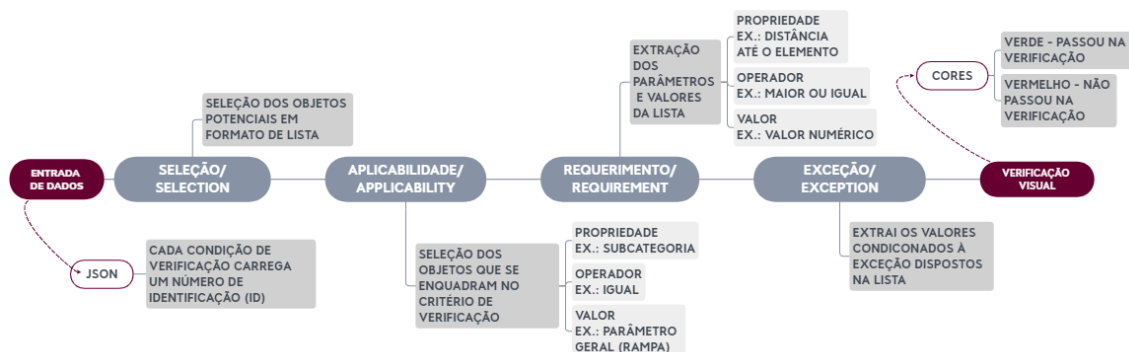 ENTRADA
DE DADOS
JSON
CADA CONDIÇÃO DE
VERIFICAÇÃO CARREGA
UM NÚMERO DE
IDENTIFICAÇÃO (ID)
SELEÇÃO/
SELECTION
SELEÇÃO DOS OBJETOS
POTENCIAIS EM
FORMATO DE LISTA
APLICABILIDADE/
APPLICABILITY
SELEÇÃO DOS
OBJETOS QUE SE
ENQUADRAM NO
CRITÉRIO DE
VERIFICAÇÃO
PROPRIEDADE
EX.: SUBCATEGORIA
OPERADOR
EX.: IGUAL
VALOR
EX.: PARÂMETRO
GERAL (RAMPA)
REQUERIMENTO/
REQUIREMENT
EXTRAÇÃO
DOS
PARÂMETROS
E VALORES
DA LISTA
PROPRIEDADE
EX.: DISTÂNCIA
ATÉ O ELEMENTO
OPERADOR
EX.: MAIOR OU IGUAL
VALOR
EX.: VALOR NUMÉRICO
EXCEÇÃO/
EXCEPTION
EXTRAI OS VALORES
CONDICONADOS À
EXCEÇÃO DISPOSTOS
NA LISTA
VERIFICAÇÃO
VISUAL
CORES
VERDE - PASSOU NA
VERIFICAÇÃO
VERMELHO - NÃO
PASSOU NA
VERIFICAÇÃO